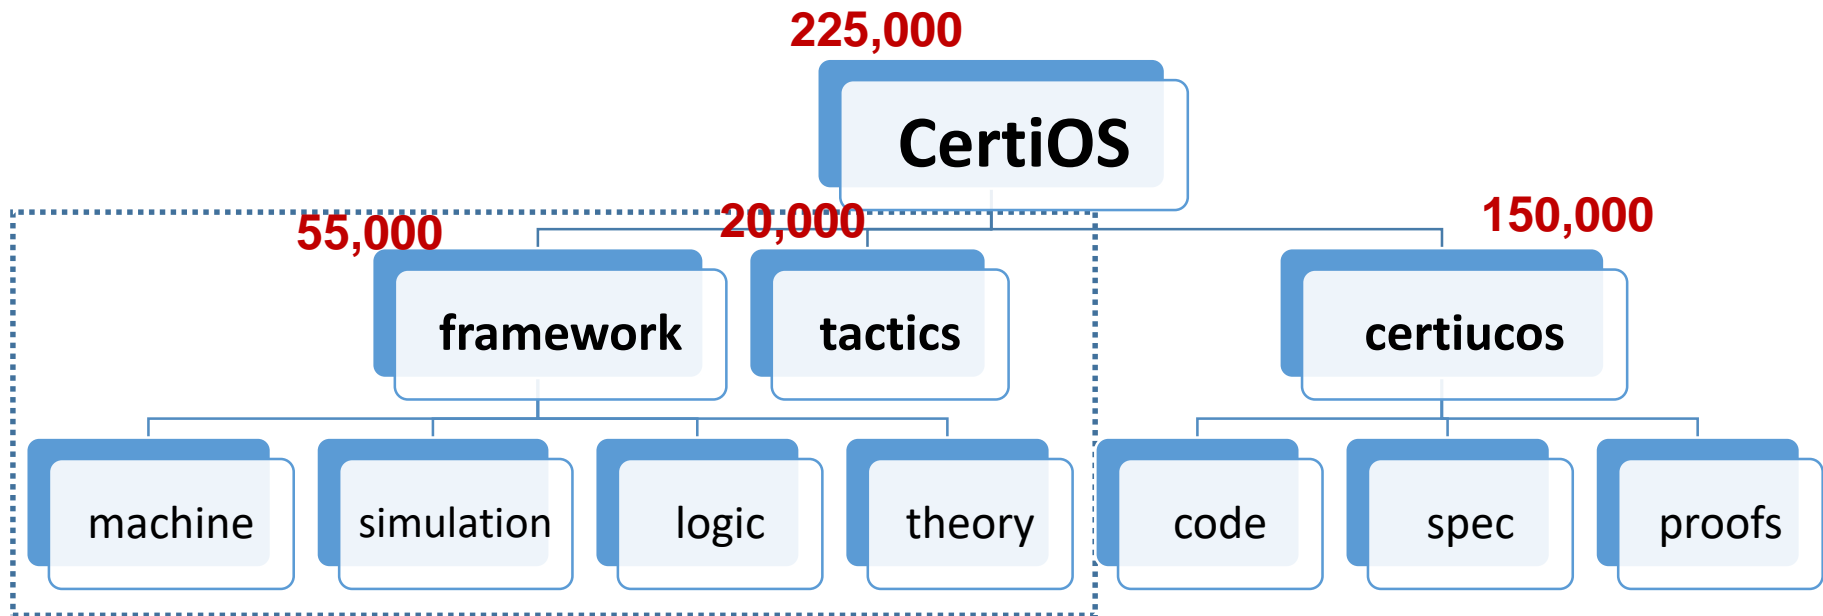 225,000
CertiOS
55,000
20,000
150,000
framework
tactics
certiucos
machine
simulation
logic
theory
code
spec
proofs